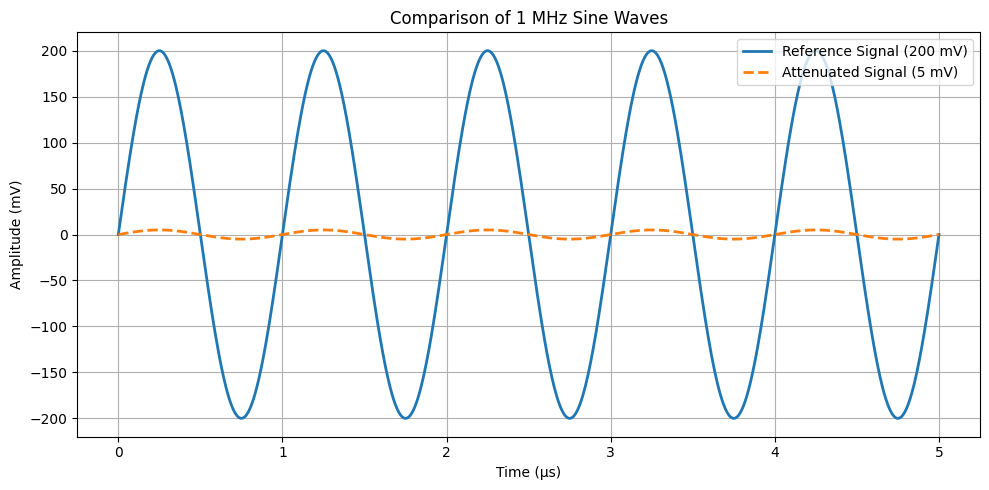 Comparison of 1 MHz Sine Waves
Reference Signal (200 mV)
Attenuated Signal (5 mV)
Amplitude (mV)
200
150
100
50
0
−50
−100
−150
−200
0 1 2 3 4 5
Time (μs)